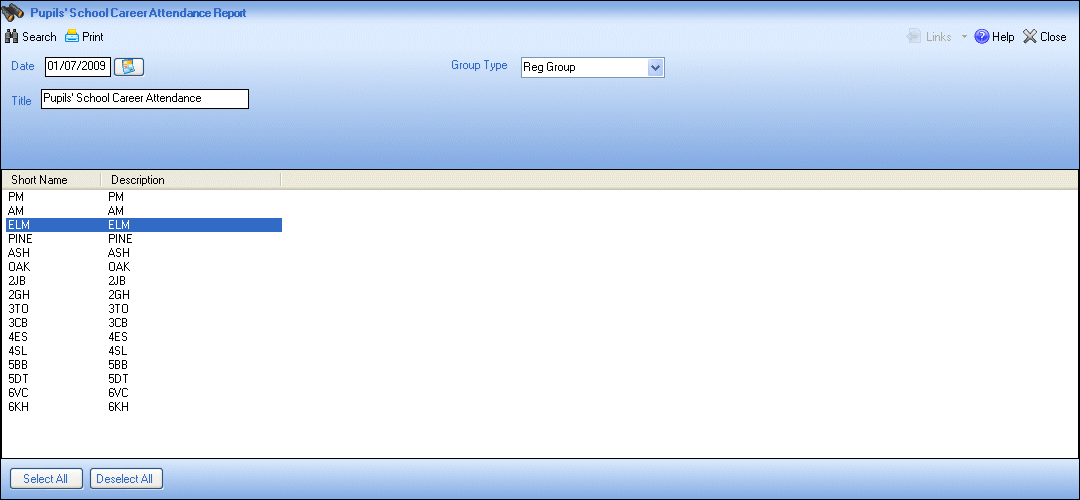 Pupils' School Career Attendance Report
Search Print Links Help Close
Date 01/07/2009 Group Type Reg Group
Title Pupils' School Career Attendance
Short Name Description
PM PM
AM AM
ELM ELM
PINE PINE
ASH ASH
OAK OAK
2JB 2JB
2GH 2GH
3TO 3TO
3CB 3CB
4ES 4ES
4SL 4SL
5BB 5BB
5DT 5DT
6VC 6VC
6KH 6KH
Select All Deselect All